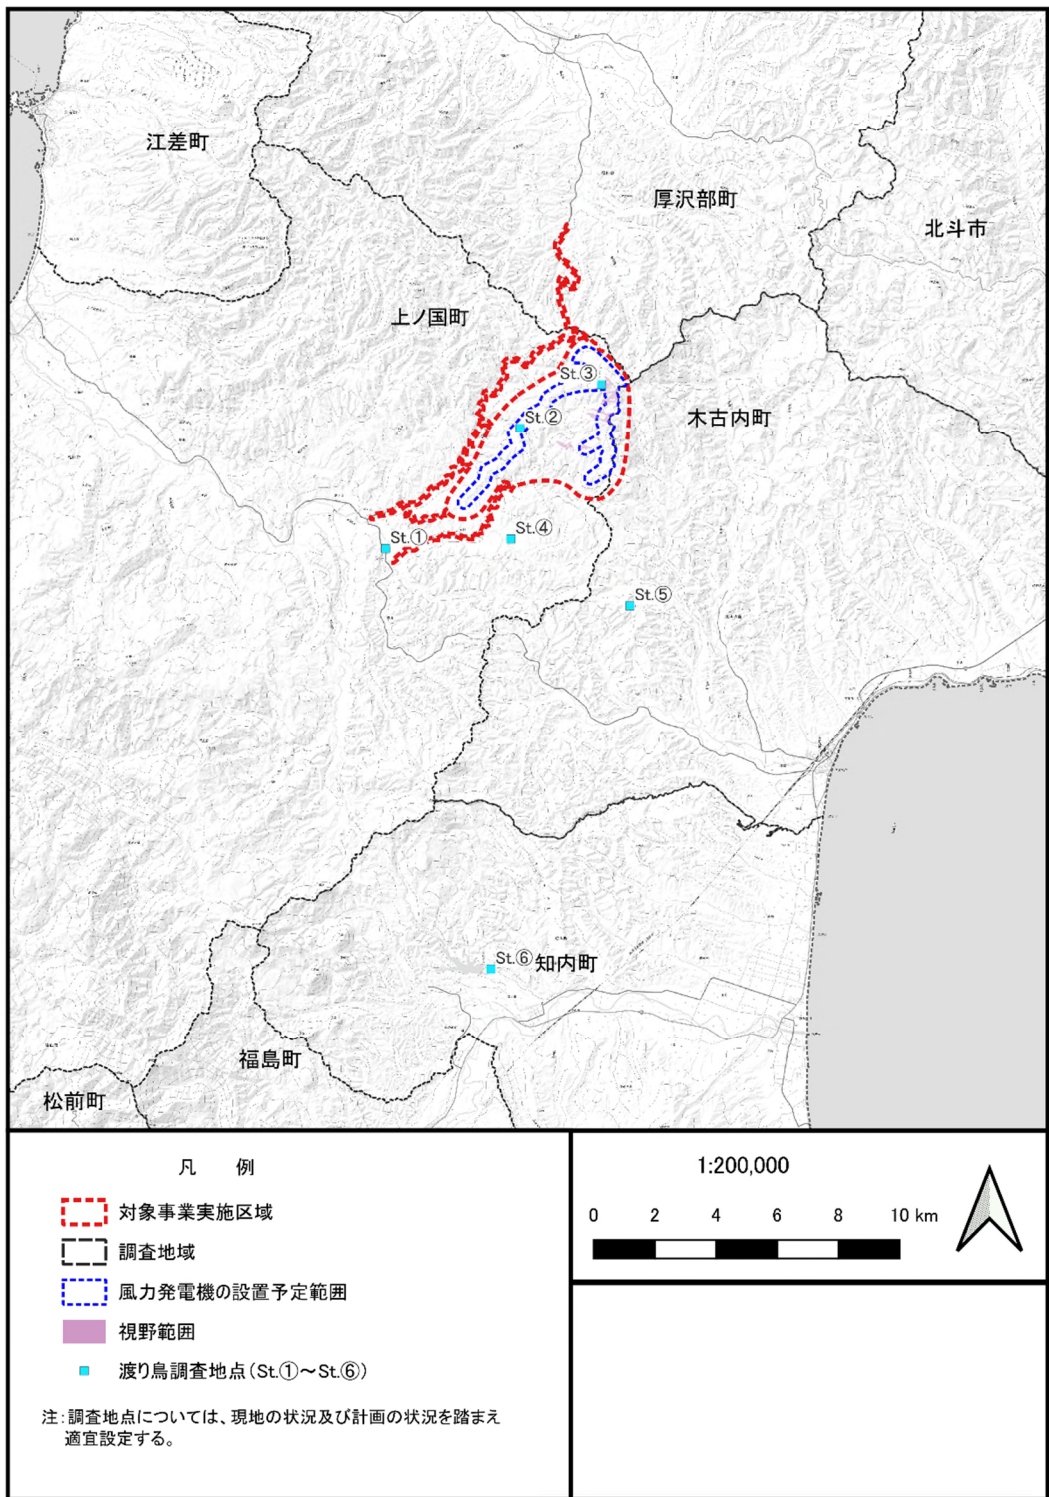 江差町
厚沢部町
北斗市
上ノ国町
St.③
木古内町
St.②
St.①
St.④
St.⑤
St.⑥
知内町
福島町
松前町
凡 例
対象事業実施区域
調査地域
風力発電機の設置予定範囲
視野範囲
渡り鳥調査地点(St.①～St.⑥)
注:調査地点については、現地の状況及び計画の状況を踏まえ
適宜設定する。
1:200,000
0 2 4 6 8 10 km